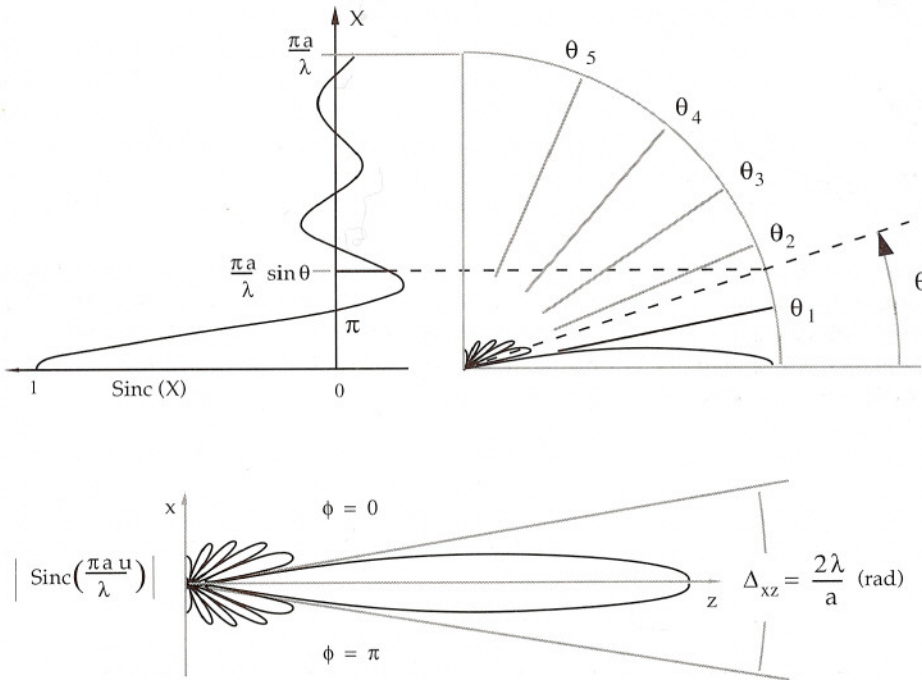 X
πa/λ
θ5
θ4
θ3
θ2
πa/λ sinθ
θ
θ1
π
1 Sinc (X) 0
x
ϕ = 0
| Sinc(πau/λ) |
z
Δxz = 2λ/a (rad)
ϕ = π